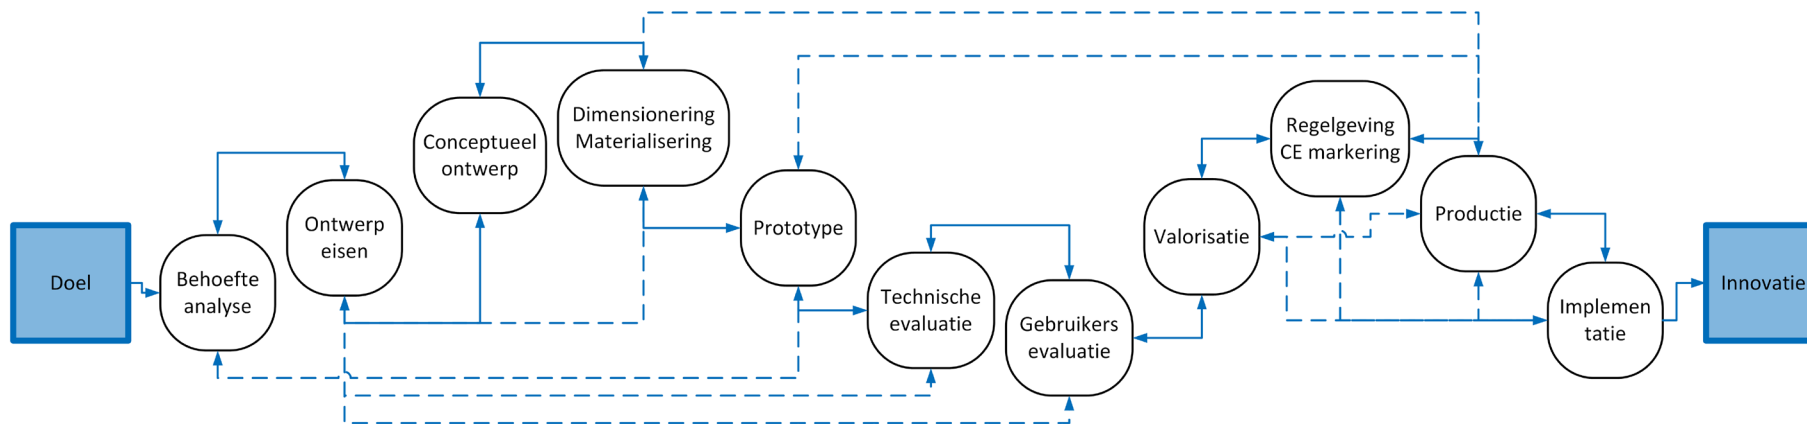 Doel
Behoefte
analyse
Ontwerp
eisen
Conceptueel
ontwerp
Dimensionering
Materialisering
Prototype
Technische
evaluatie
Gebruikers
evaluatie
Valorisatie
Regelgeving
CE markering
Productie
Implemen
tatie
Innovatie